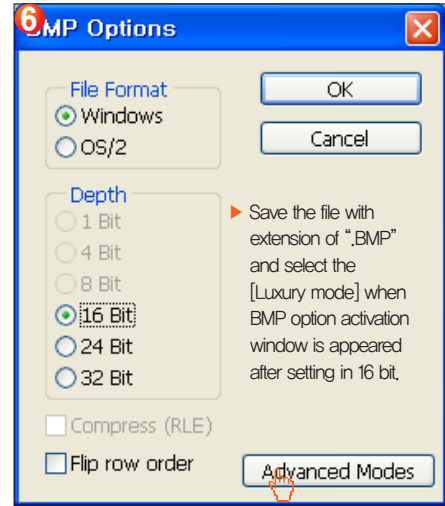 6
BMP Options
File Format
Windows
OS/2
OK
Cancel
Depth
1 Bit
4 Bit
8 Bit
16 Bit
24 Bit
32 Bit
Save the file with
extension of “.BMP”
and select the
[Luxury mode] when
BMP option activation
window is appeared
after setting in 16 bit.
Compress (RLE)
Flip row order
Advanced Modes